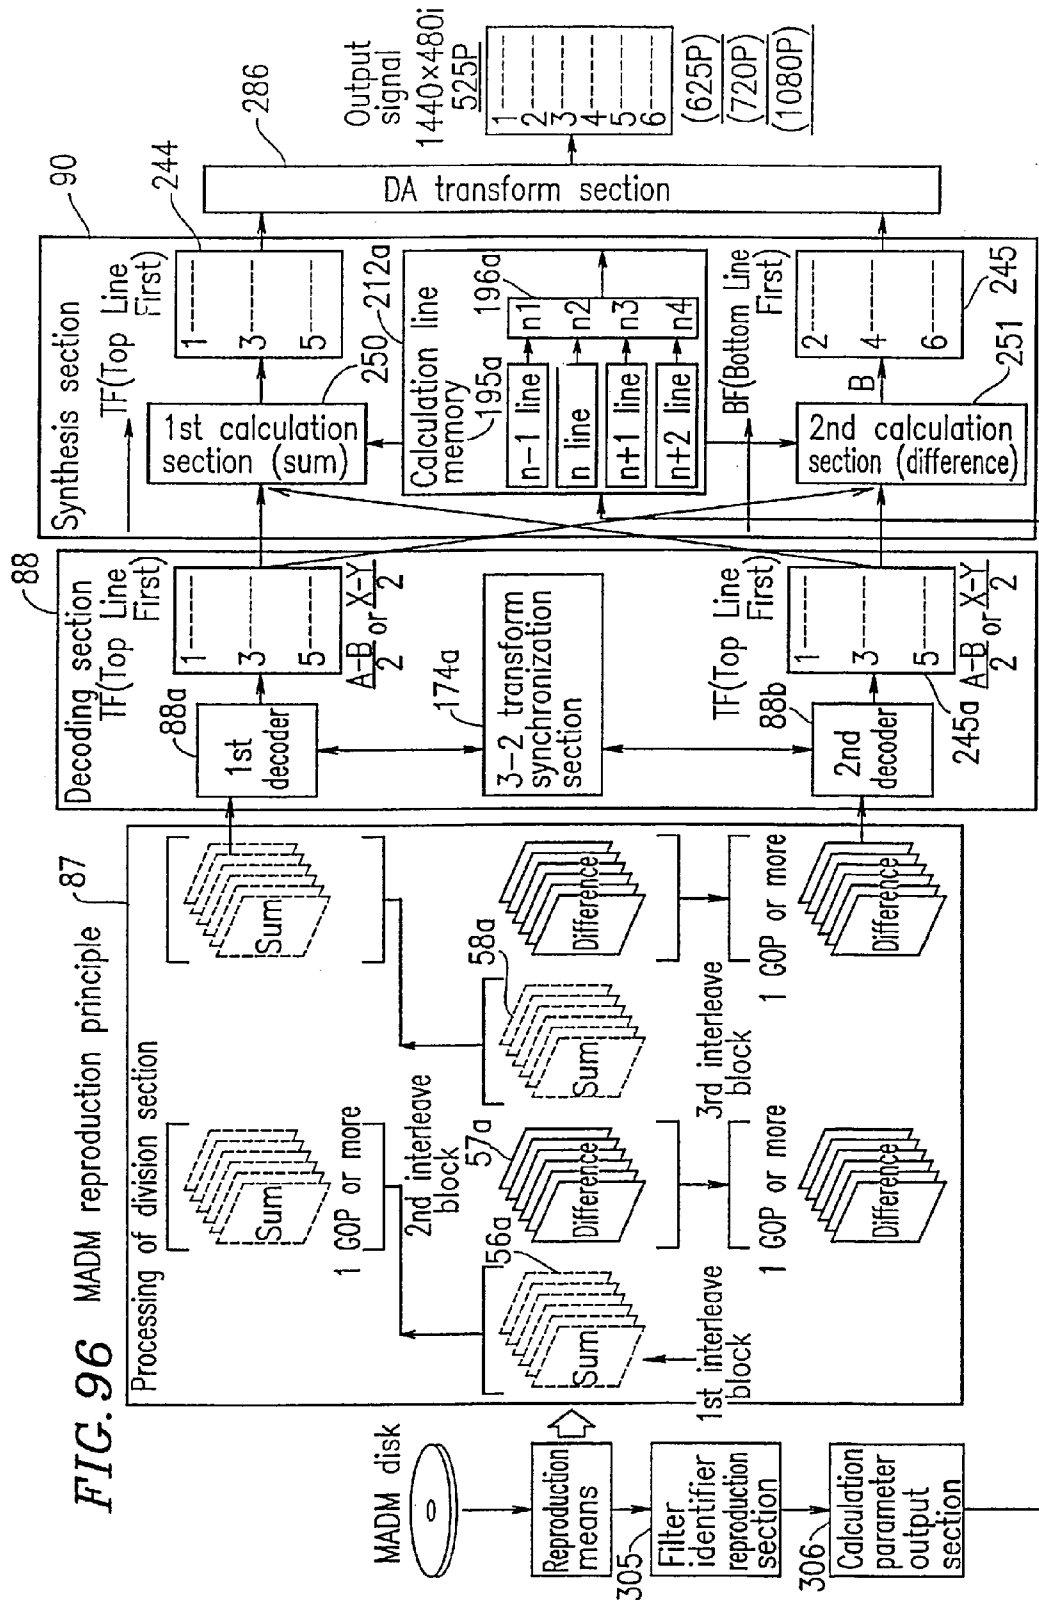 FIG. 96 MADM reproduction principle
MADM disk
Reproduction
means
305
Filter
identifier
reproduction
section
306
Calculation
parameter
output
section
87
Processing of division section
Sum
1 GOP or more
2nd interleave
block
56a
Sum
1st interleave
block
57a
Difference
1 GOP or more
Difference
Sum
58a
Sum
3rd interleave
block
Difference
1 GOP or more
Difference
88
Decoding section
TF(Top Line
First)
88a
1st
decoder
1
3
5
A-B/2 or X-Y/2
174a
3-2 transform
synchronization
section
TF(Top Line
First)
88b
2nd
decoder
1
3
5
245a
A-B/2 or X-Y/2
90
Synthesis section
TF(Top Line
First)
244
1
3
5
1st calculation
section (sum)
250
212a
Calculation line
memory
195a
196a
n-1 line
n line
n+1 line
n+2 line
n1
n2
n3
n4
BF(Bottom Line
First)
2
4
6
B
245
2nd calculation
section (difference)
251
286
DA transform section
Output
signal
1440×480i
525P
1
2
3
4
5
6
(625P)
(720P)
(1080P)